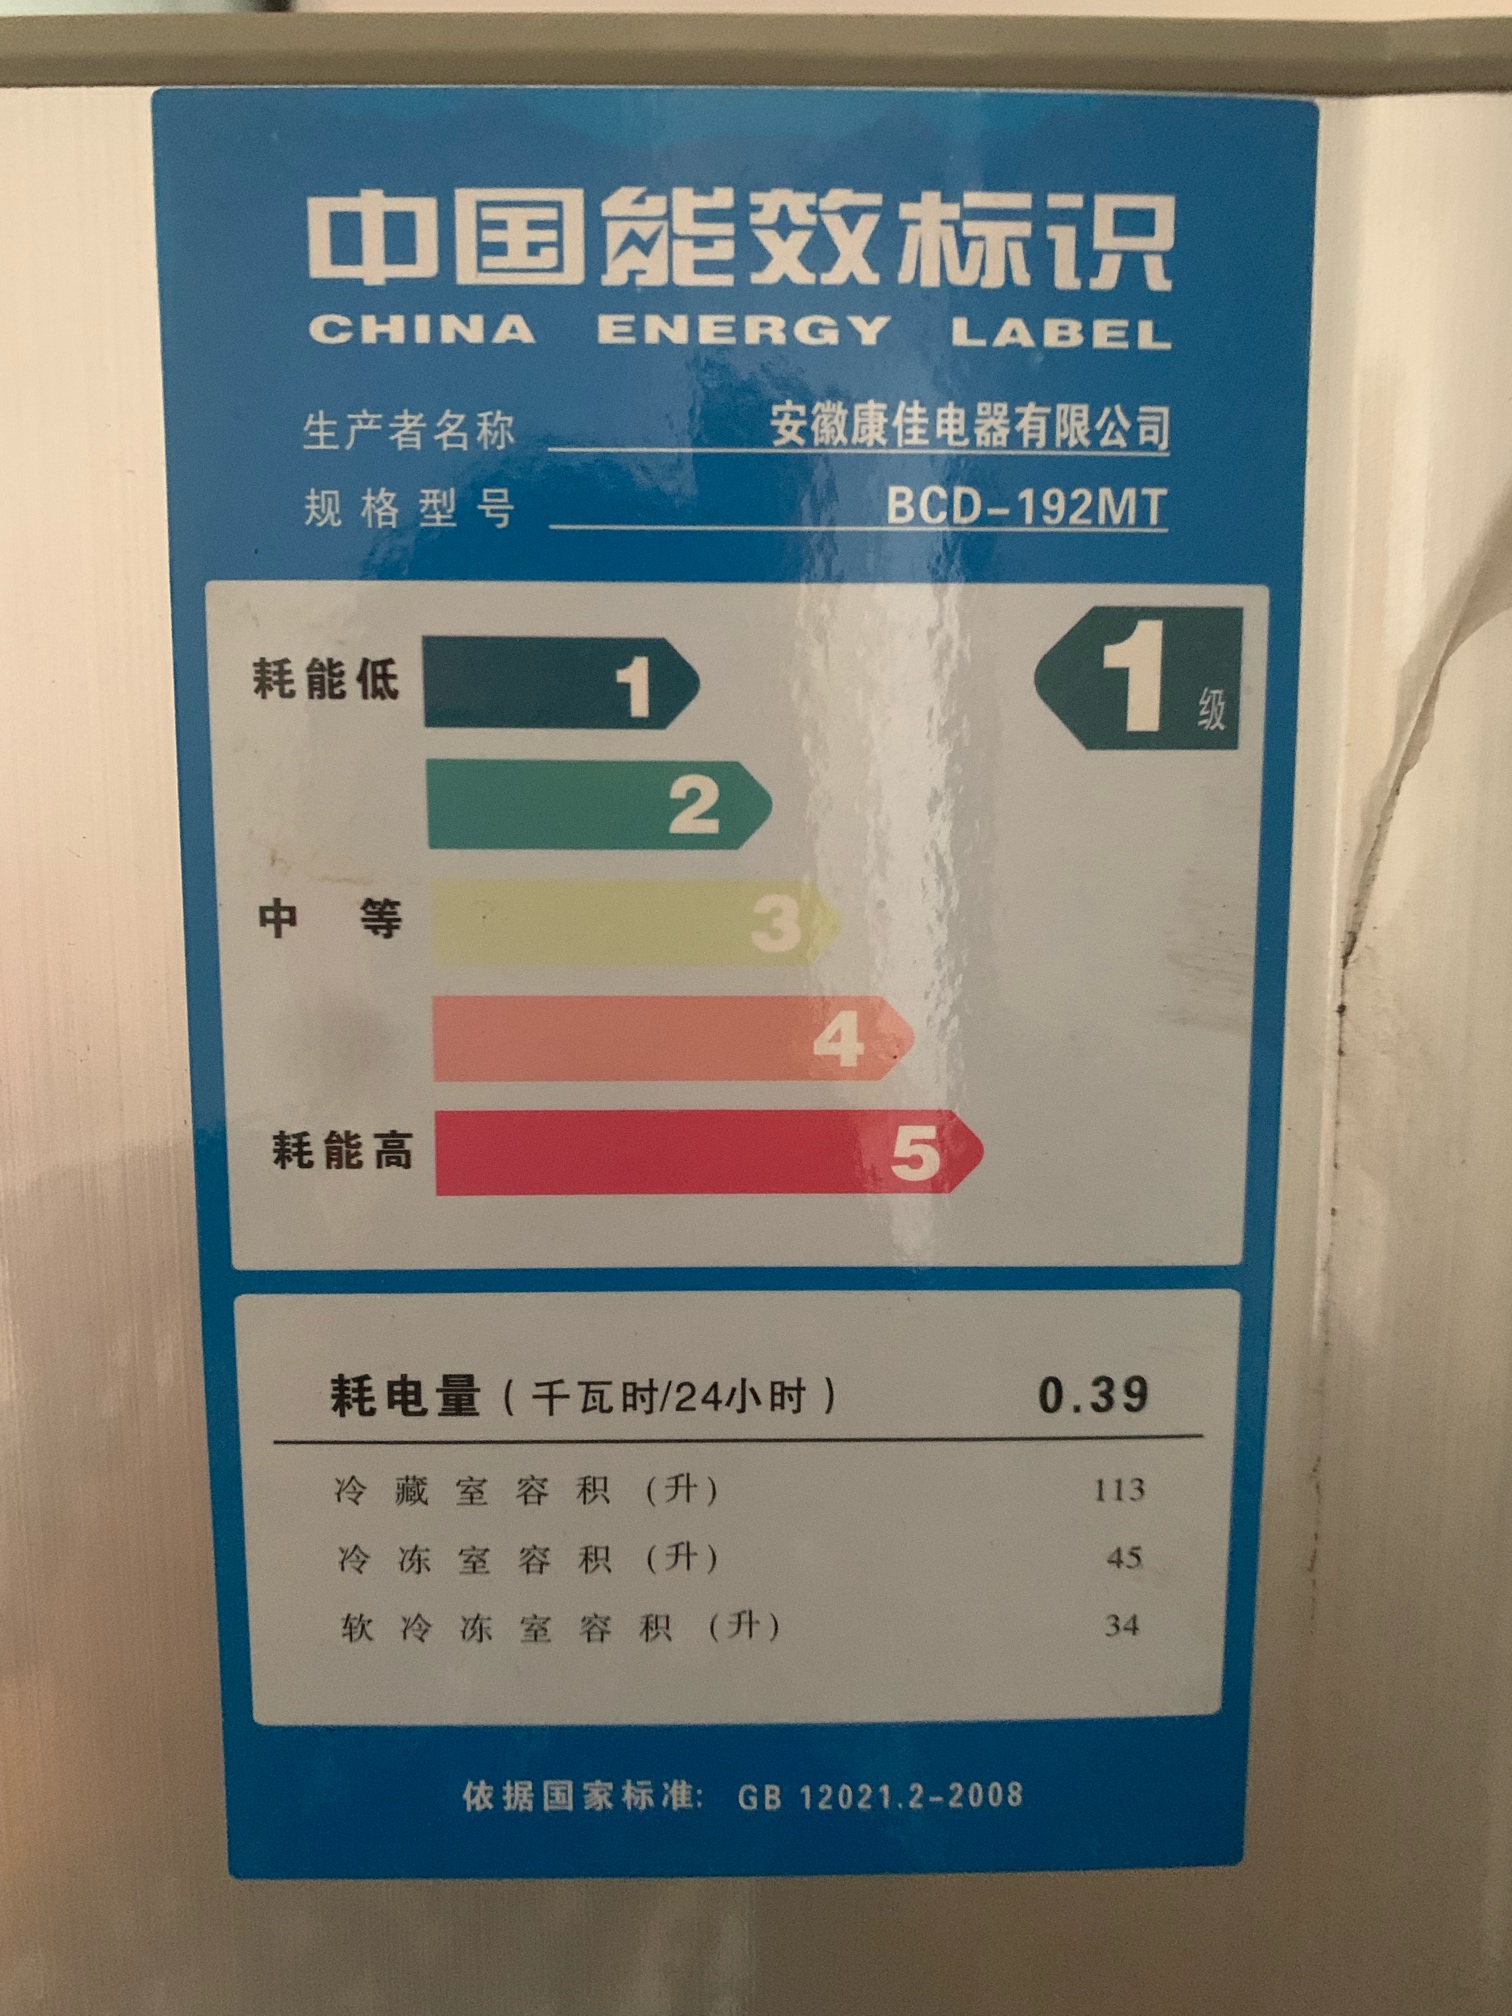 中国能效标识
CHINA ENERGY LABEL
生产者名称 安徽康佳电器有限公司
规格型号 BCD-192MT
耗能低 1 1级
2
中 等 3
4
耗能高 5
耗电量(千瓦时/24小时) 0.39
冷藏室容积(升) 113
冷冻室容积(升) 45
软冷冻室容积(升) 34
依据国家标准: GB 12021.2-2008